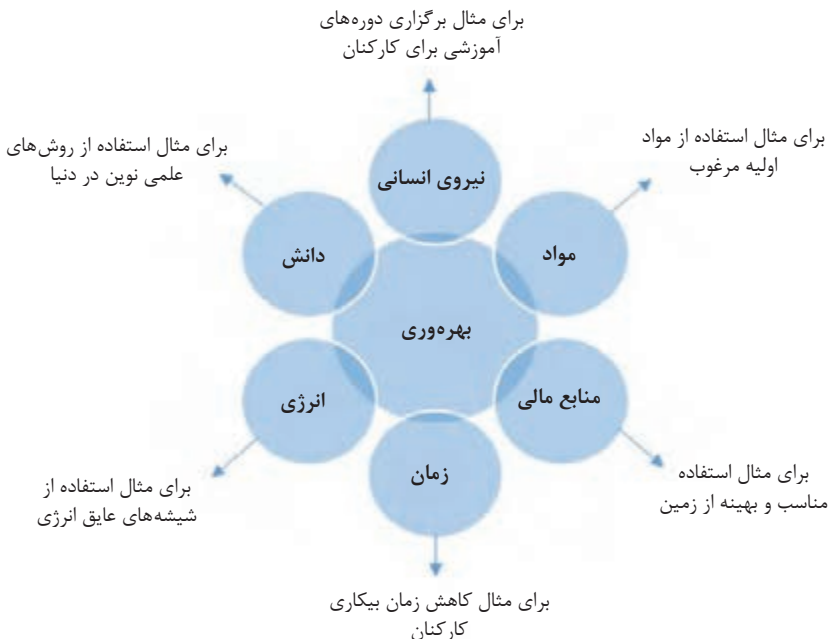 برای مثال برگزاری دوره‌های
آموزشی برای کارکنان
نیروی انسانی
برای مثال استفاده از مواد
اولیه مرغوب
مواد
برای مثال استفاده از روش‌های
علمی نوین در دنیا
دانش
بهره‌وری
منابع مالی
برای مثال استفاده
مناسب و بهینه از زمین
انرژی
برای مثال استفاده از
شیشه‌های عایق انرژی
زمان
برای مثال کاهش زمان بیکاری
کارکنان